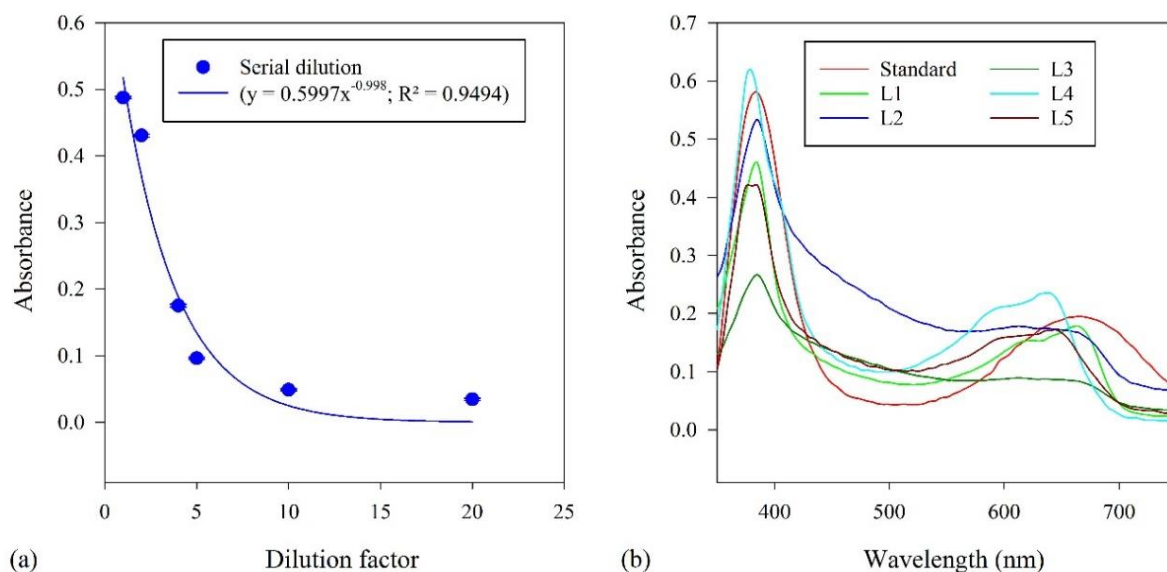 0.6
0.5
0.4
0.3
0.2
0.1
0.0
Absorbance
Serial dilution
(y = 0.5997x^-0.998; R² = 0.9494)
0 5 10 15 20 25
(a) Dilution factor
0.7
0.6
0.5
0.4
0.3
0.2
0.1
0.0
Absorbance
Standard L3
L1 L4
L2 L5
400 500 600 700
(b) Wavelength (nm)